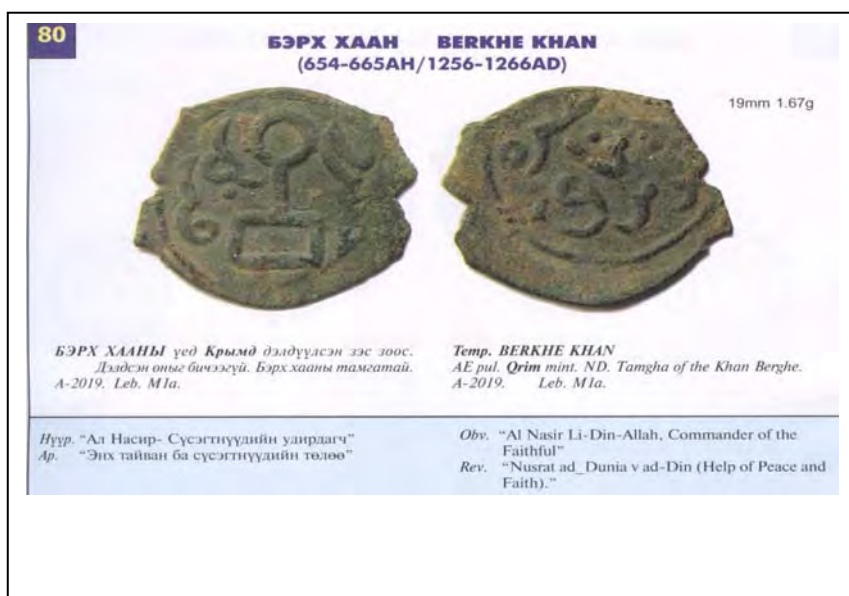 80
БЭРХ ХААН BERKHE KHAN
(654-665AH/1256-1266AD)
19mm 1.67g
БЭРХ ХААНЫ үед Крымд дэлдүүлсэн зэс зоос.
Дэлдсэн оныг бичээгүй. Бэрх хааны тамгатай.
A-2019. Leb. M1a.
Temp. BERKHE KHAN
AE pul. Qrim mint. ND. Tamgha of the Khan Berghe.
A-2019. Leb. M1a.
Нүүр. "Ал Насир- Сүсэгтнүүдийн удирдагч"
Ар. "Энх тайван ба сүсэгтнүүдийн төлөө"
Obv. "Al Nasir Li-Din-Allah, Commander of the
Faithful"
Rev. "Nusrat ad_Dunia v ad-Din (Help of Peace and
Faith)."